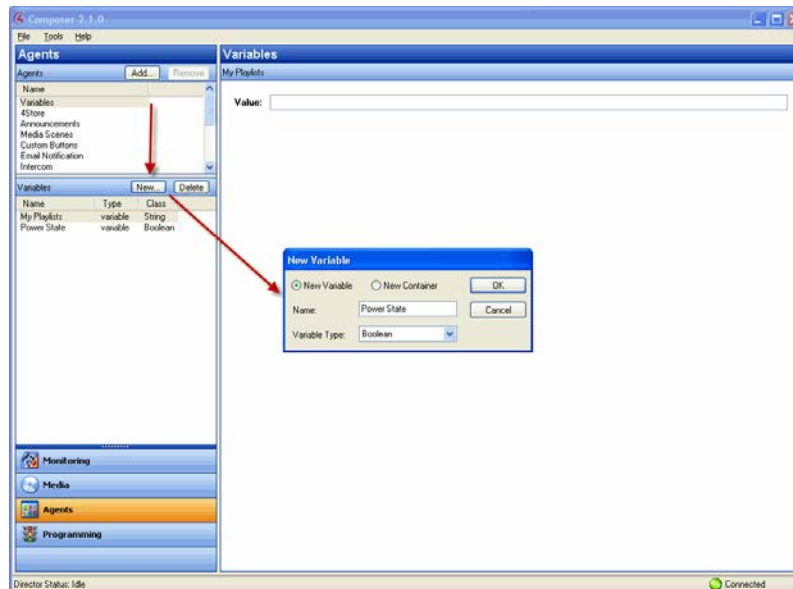 Composer 2.1.0
File Tools Help
Agents
Agents Add... Remove
Name
Variables
4Store
Announcements
Media Scenes
Custom Buttons
Email Notification
Intercom
Variables New... Delete
Name Type Class
My Playlists variable String
Power State variable Boolean
Monitoring
Media
Agents
Programming
Variables
My Playlists
Value:
New Variable
New Variable New Container OK
Name: Power State Cancel
Variable Type: Boolean
Director Status: Idle
Connected